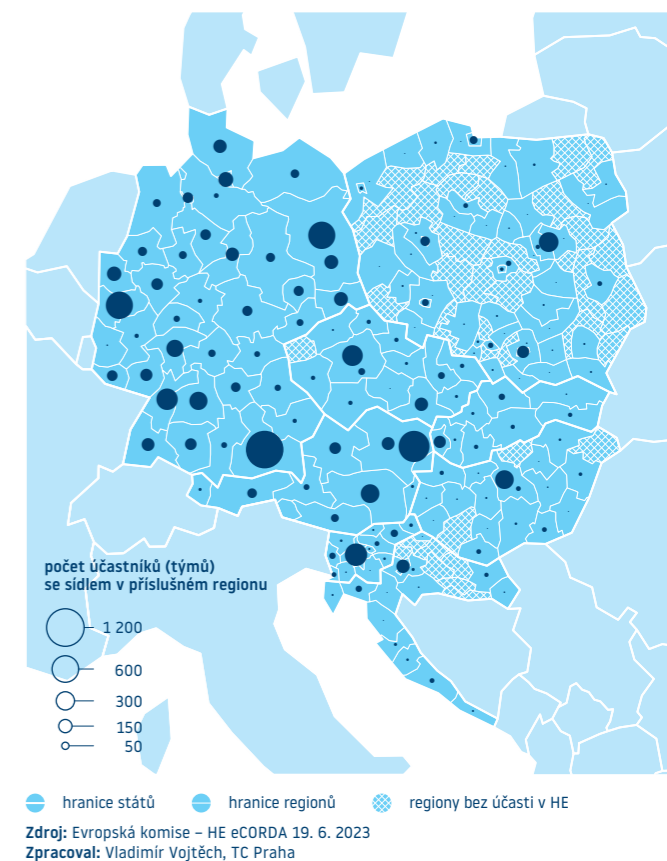 počet účastníků (týmů)
se sídlem v příslušném regionu
1 200
600
300
150
50
hranice států
hranice regionů
regiony bez účasti v HE
Zdroj: Evropská komise – HE eCORDA 19. 6. 2023
Zpracoval: Vladimír Vojtěch, TC Praha